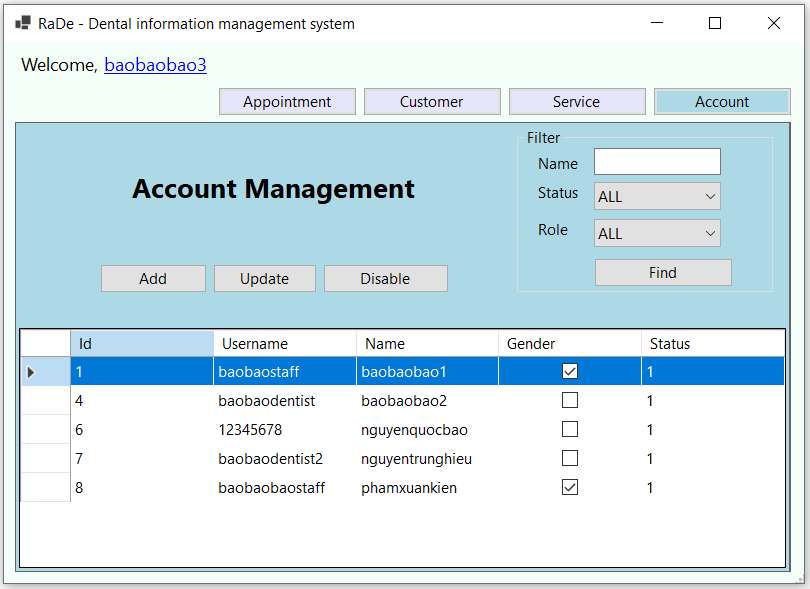 RaDe - Dental information management system
Welcome, baobaobao3
Appointment Customer Service Account
Filter
Name
Account Management
Status ALL
Role ALL
Add Update Disable Find
Id Username Name Gender Status
1 baobaostaff baobaobao1 1
4 baobaodentist baobaobao2 1
6 12345678 nguyenquocbao 1
7 baobaodentist2 nguyentrunghieu 1
8 baobaobaostaff phamxuankien 1